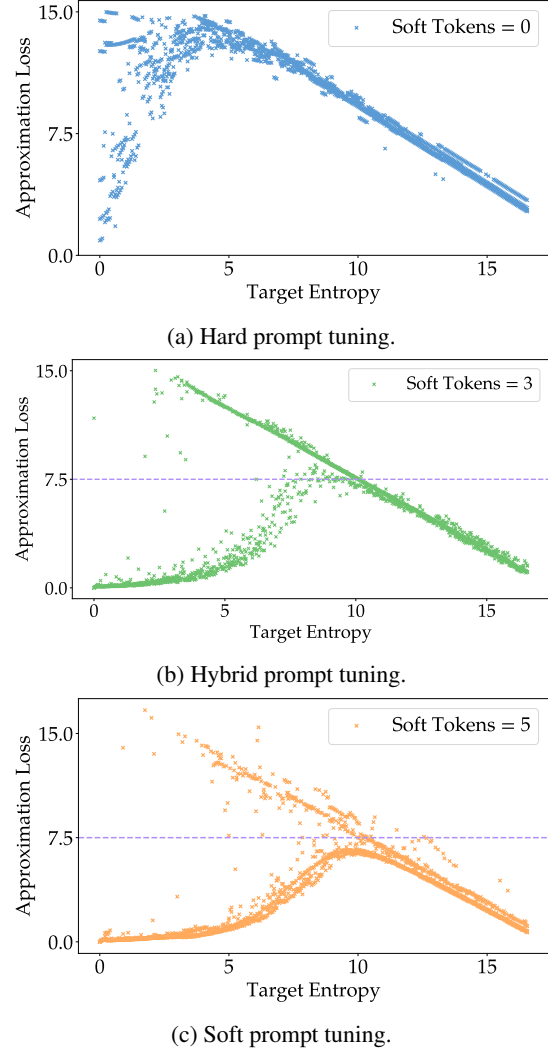 15.0
Soft Tokens = 0
Approximation Loss
7.5
0.0
0 5 10 15
Target Entropy
(a) Hard prompt tuning.
15.0
Soft Tokens = 3
Approximation Loss
7.5
0.0
0 5 10 15
Target Entropy
(b) Hybrid prompt tuning.
Soft Tokens = 5
15.0
Approximation Loss
7.5
0.0
0 5 10 15
Target Entropy
(c) Soft prompt tuning.